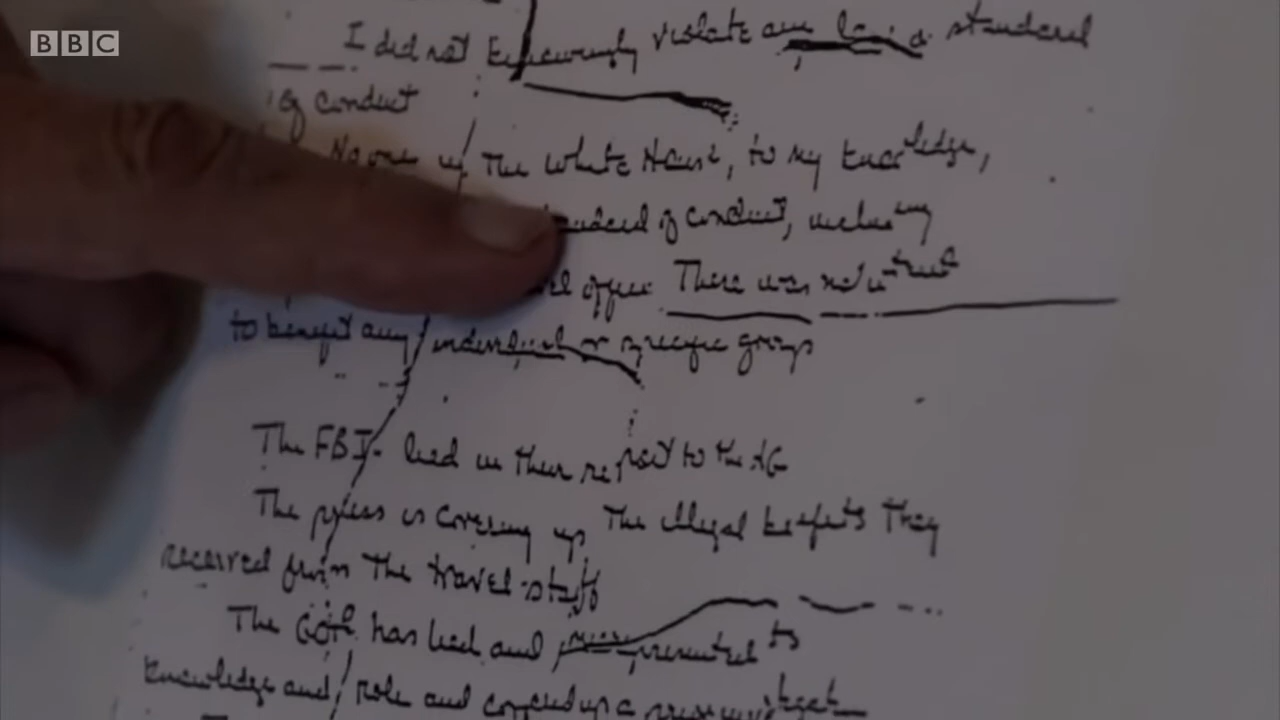 BBC
I did not knowingly violate any law or standard
of conduct
No one in The White House, to my knowledge,
standard of conduct, including
office There was no intent
to benefit any individual or specific group
The FBI lied in their report to the AG
The press is covering up The illegal benefits They
received from The travel staff
The GOP has lied and misrepresented its
knowledge and role and covered up a prior investigation